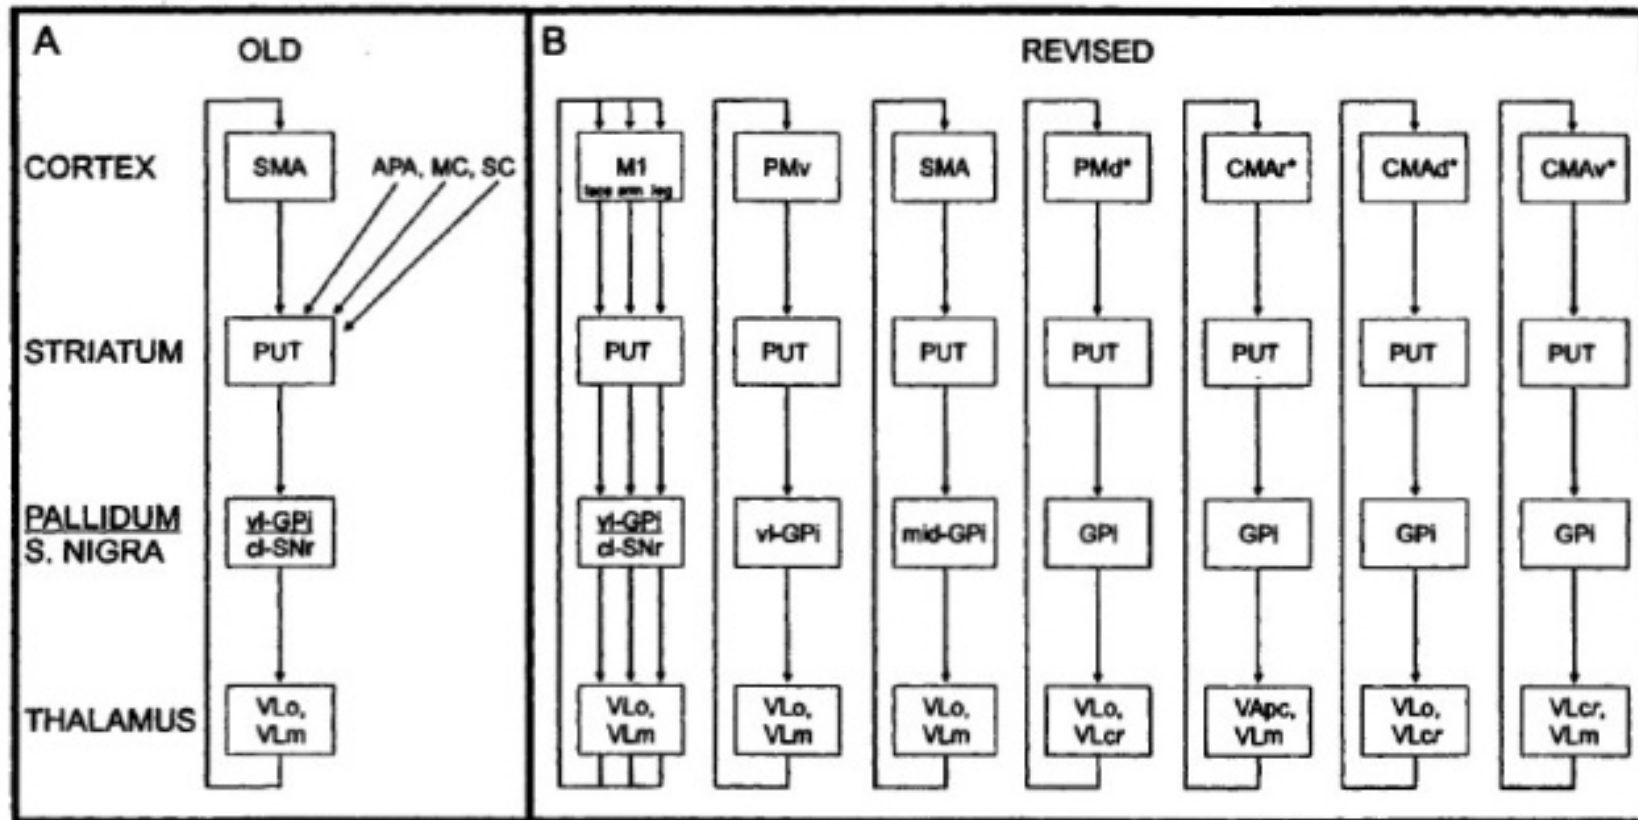 A
OLD
B
REVISED
CORTEX
SMA
APA, MC, SC
M1
face arm leg
PMv
SMA
PMd*
CMAr*
CMAd*
CMAv*
STRIATUM
PUT
PUT
PUT
PUT
PUT
PUT
PUT
PUT
PALLIDUM
S. NIGRA
vl-GPi
cl-SNr
vl-GPi
cl-SNr
vl-GPi
mid-GPi
GPi
GPi
GPi
GPi
THALAMUS
VLo,
VLm
VLo,
VLm
VLo,
VLm
VLo,
VLm
VLo,
VLcr
VApc,
VLm
VLo,
VLcr
VLcr,
VLm